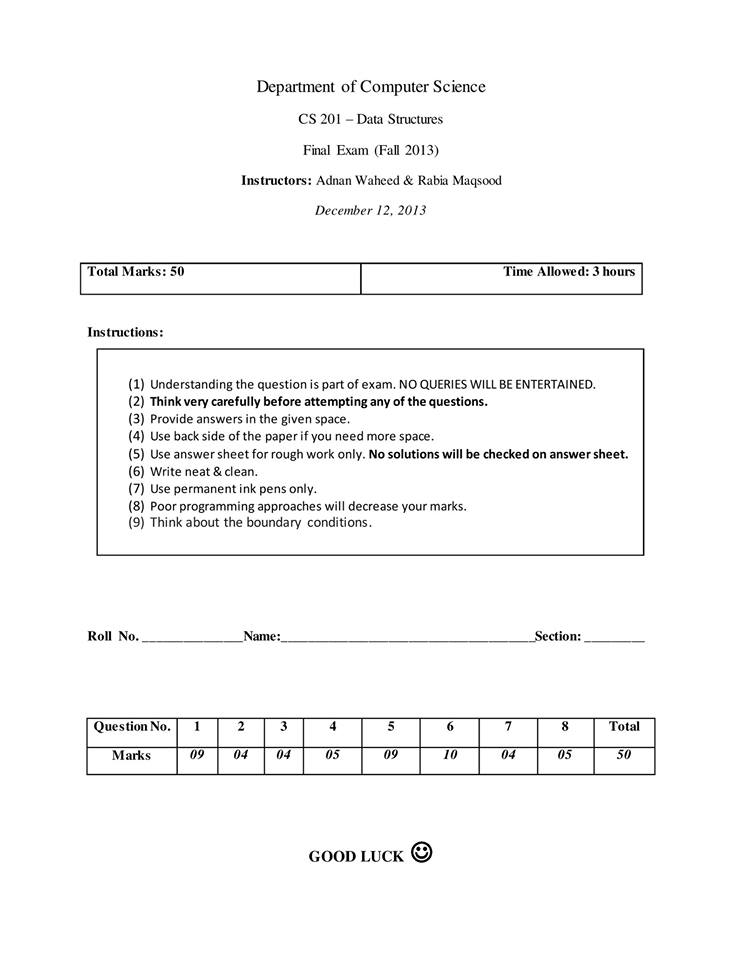 Department of Computer Science
CS 201 – Data Structures
Final Exam (Fall 2013)
Instructors: Adnan Waheed & Rabia Maqsood
December 12, 2013
Total Marks: 50 Time Allowed: 3 hours
Instructions:
(1) Understanding the question is part of exam. NO QUERIES WILL BE ENTERTAINED.
(2) Think very carefully before attempting any of the questions.
(3) Provide answers in the given space.
(4) Use back side of the paper if you need more space.
(5) Use answer sheet for rough work only. No solutions will be checked on answer sheet.
(6) Write neat & clean.
(7) Use permanent ink pens only.
(8) Poor programming approaches will decrease your marks.
(9) Think about the boundary conditions.
Roll No. _______________Name:______________________________________Section: _________
Question No. 1 2 3 4 5 6 7 8 Total
Marks 09 04 04 05 09 10 04 05 50
GOOD LUCK ☺